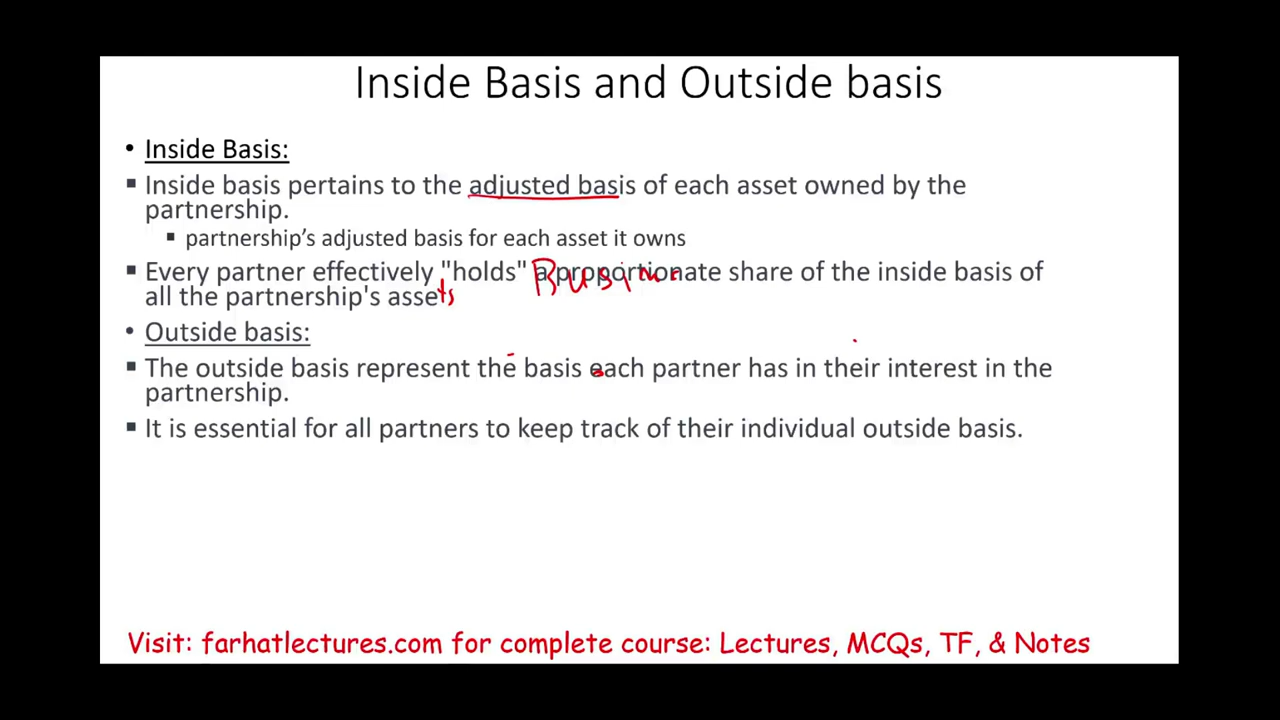 Inside Basis and Outside basis
• Inside Basis:
▪ Inside basis pertains to the adjusted basis of each asset owned by the
partnership.
▪ partnership's adjusted basis for each asset it owns
▪ Every partner effectively "holds" a proportionate share of the inside basis of
all the partnership's assets
• Outside basis:
▪ The outside basis represent the basis each partner has in their interest in the
partnership.
▪ It is essential for all partners to keep track of their individual outside basis.
Visit: farhatlectures.com for complete course: Lectures, MCQs, TF, & Notes